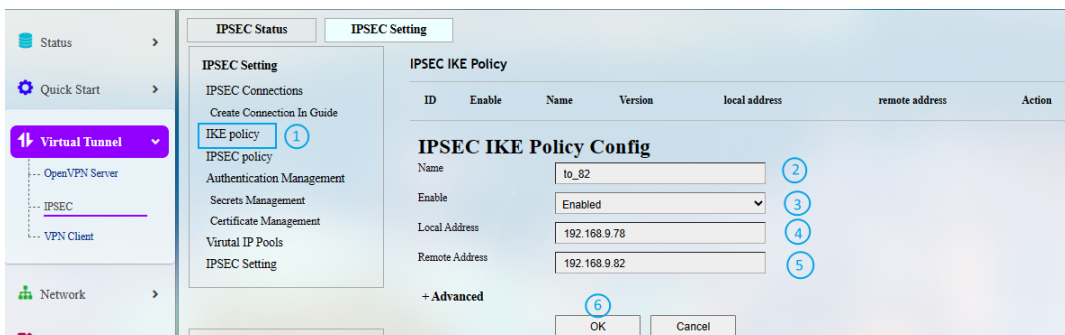 IPSEC Status IPSEC Setting
Status
Quick Start
Virtual Tunnel
OpenVPN Server
IPSEC
VPN Client
Network
IPSEC Setting
IPSEC Connections
Create Connection In Guide
IKE policy 1
IPSEC policy
Authentication Management
Secrets Management
Certificate Management
Virutal IP Pools
IPSEC Setting
IPSEC IKE Policy
ID Enable Name Version local address remote address Action
IPSEC IKE Policy Config
Name to_82 2
Enable Enabled 3
Local Address 192.168.9.78 4
Remote Address 192.168.9.82 5
+ Advanced
6
OK Cancel